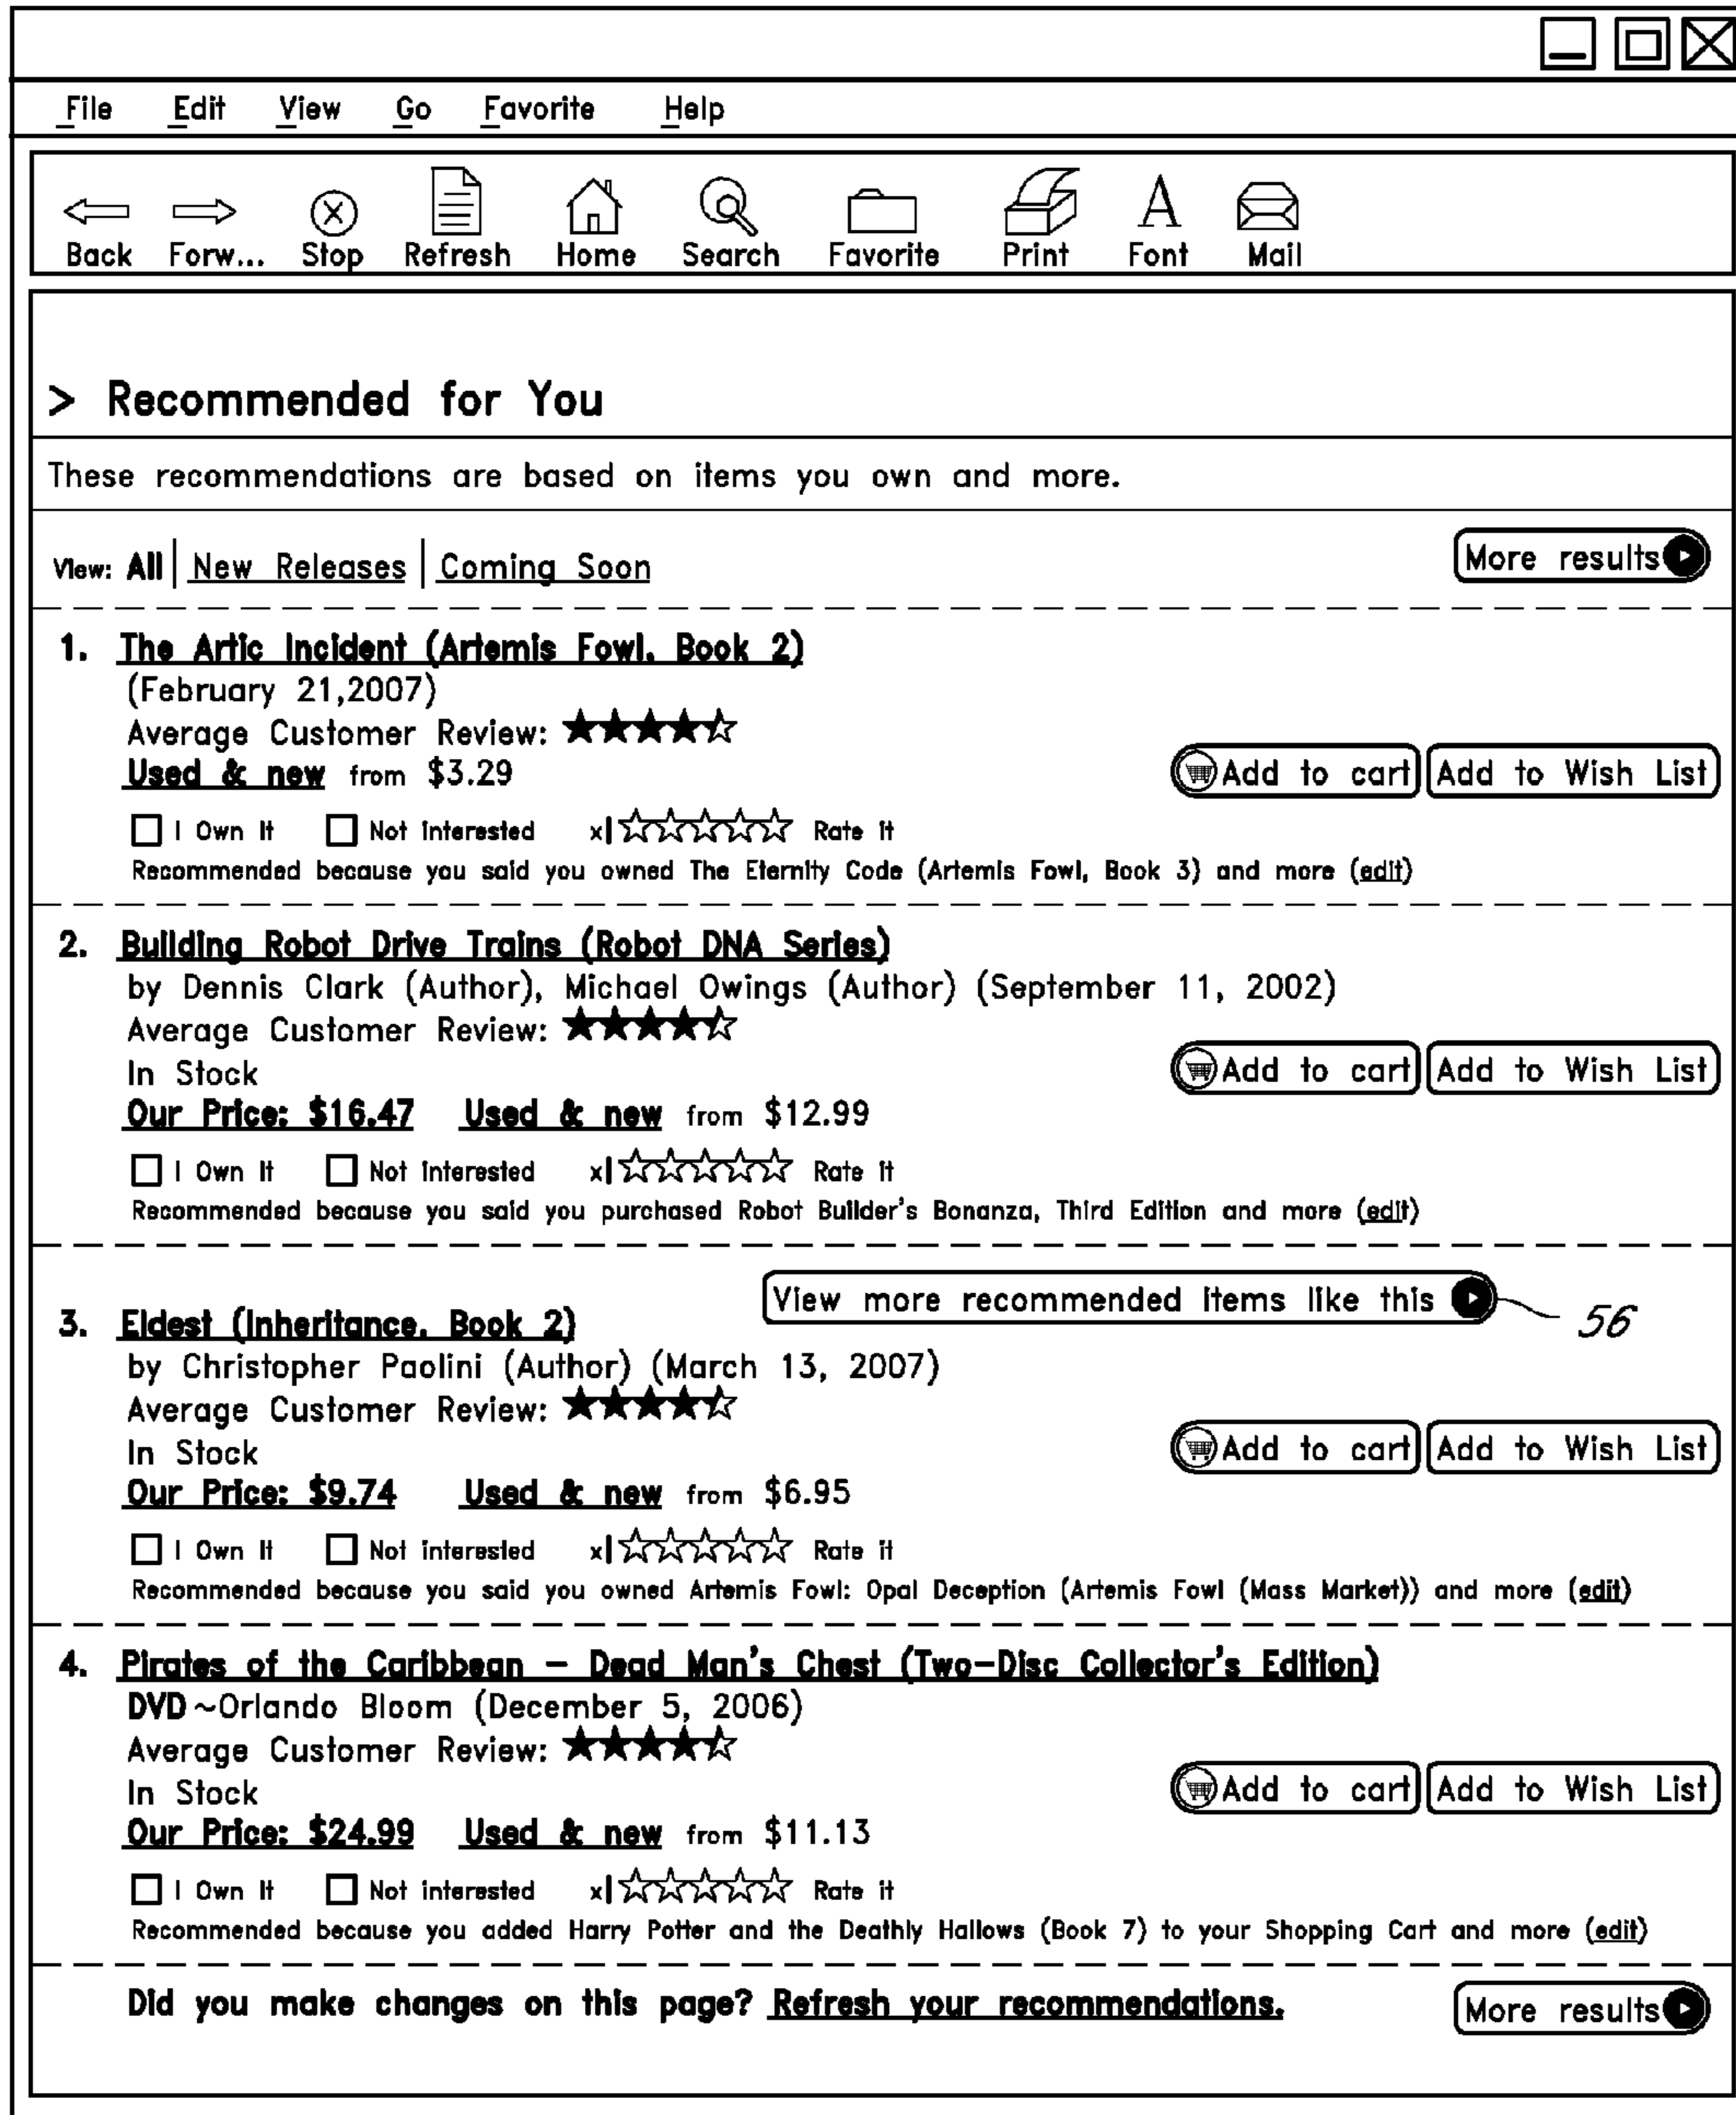 File Edit View Go Favorite Help
Back Forw... Stop Refresh Home Search Favorite Print Font Mail
> Recommended for You
These recommendations are based on items you own and more.
View: All | New Releases | Coming Soon More results
1. The Artic Incident (Artemis Fowl, Book 2)
(February 21,2007)
Average Customer Review:
Used & new from $3.29 Add to cart Add to Wish List
I Own It Not interested x| Rate it
Recommended because you said you owned The Eternity Code (Artemis Fowl, Book 3) and more (edit)
2. Building Robot Drive Trains (Robot DNA Series)
by Dennis Clark (Author), Michael Owings (Author) (September 11, 2002)
Average Customer Review:
In Stock Add to cart Add to Wish List
Our Price: $16.47 Used & new from $12.99
I Own It Not interested x| Rate it
Recommended because you said you purchased Robot Builder's Bonanza, Third Edition and more (edit)
View more recommended items like this 56
3. Eldest (Inheritance, Book 2)
by Christopher Paolini (Author) (March 13, 2007)
Average Customer Review:
In Stock Add to cart Add to Wish List
Our Price: $9.74 Used & new from $6.95
I Own It Not interested x| Rate it
Recommended because you said you owned Artemis Fowl: Opal Deception (Artemis Fowl (Mass Market)) and more (edit)
4. Pirates of the Caribbean – Dead Man's Chest (Two-Disc Collector's Edition)
DVD ~Orlando Bloom (December 5, 2006)
Average Customer Review:
In Stock Add to cart Add to Wish List
Our Price: $24.99 Used & new from $11.13
I Own It Not interested x| Rate it
Recommended because you added Harry Potter and the Deathly Hallows (Book 7) to your Shopping Cart and more (edit)
Did you make changes on this page? Refresh your recommendations. More results